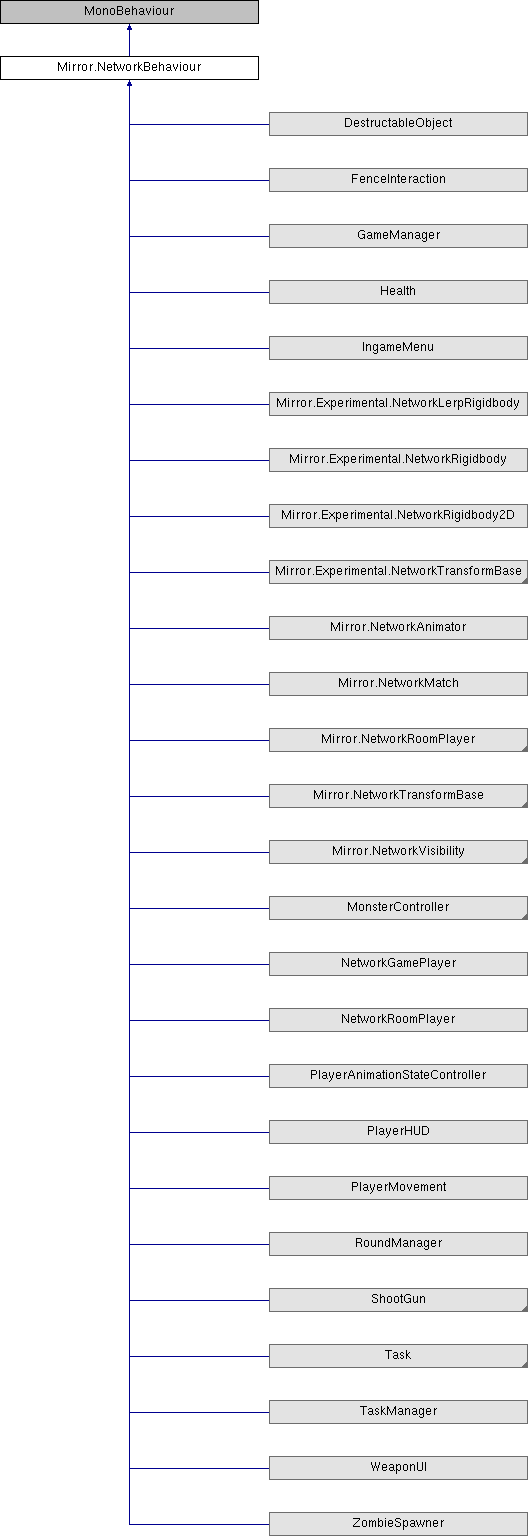 MonoBehaviour
Mirror.NetworkBehaviour
DestructableObject
FenceInteraction
GameManager
Health
IngameMenu
Mirror.Experimental.NetworkLerpRigidbody
Mirror.Experimental.NetworkRigidbody
Mirror.Experimental.NetworkRigidbody2D
Mirror.Experimental.NetworkTransformBase
Mirror.NetworkAnimator
Mirror.NetworkMatch
Mirror.NetworkRoomPlayer
Mirror.NetworkTransformBase
Mirror.NetworkVisibility
MonsterController
NetworkGamePlayer
NetworkRoomPlayer
PlayerAnimationStateController
PlayerHUD
PlayerMovement
RoundManager
ShootGun
Task
TaskManager
WeaponUI
ZombieSpawner